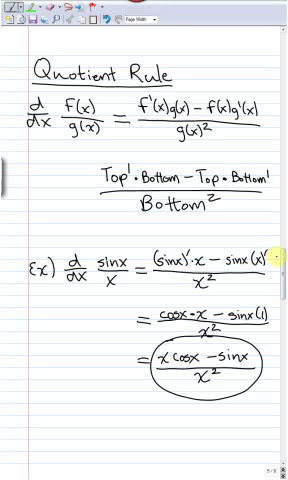 Page Width
Quotient Rule
d/dx f(x)/g(x) = f'(x)g(x) - f(x)g'(x)/g(x)²
Top' · Bottom - Top · Bottom'/Bottom²
Ex) d/dx sinx/x = (sinx)' · x - sinx(x)'/x²
= cosx · x - sinx(1)/x²
= x cosx - sinx/x²
5/5